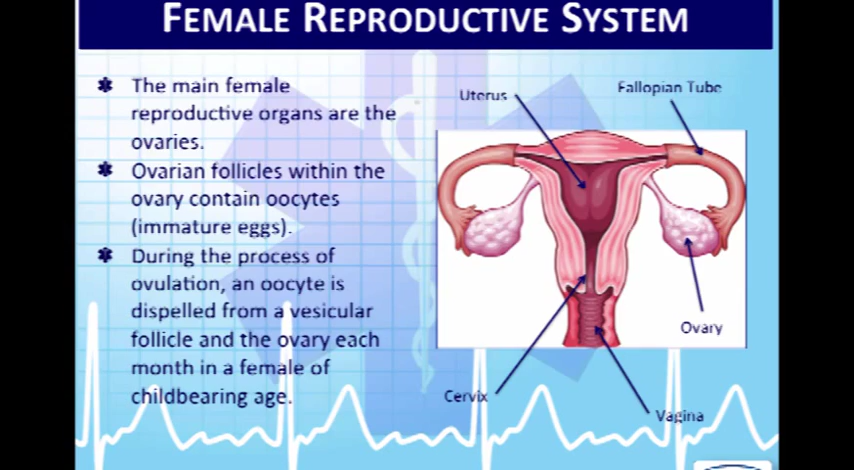 FEMALE REPRODUCTIVE SYSTEM
The main female
reproductive organs are the
ovaries.
Ovarian follicles within the
ovary contain oocytes
(immature eggs).
During the process of
ovulation, an oocyte is
dispelled from a vesicular
follicle and the ovary each
month in a female of
childbearing age.
Uterus
Fallopian Tube
Ovary
Cervix
Vagina